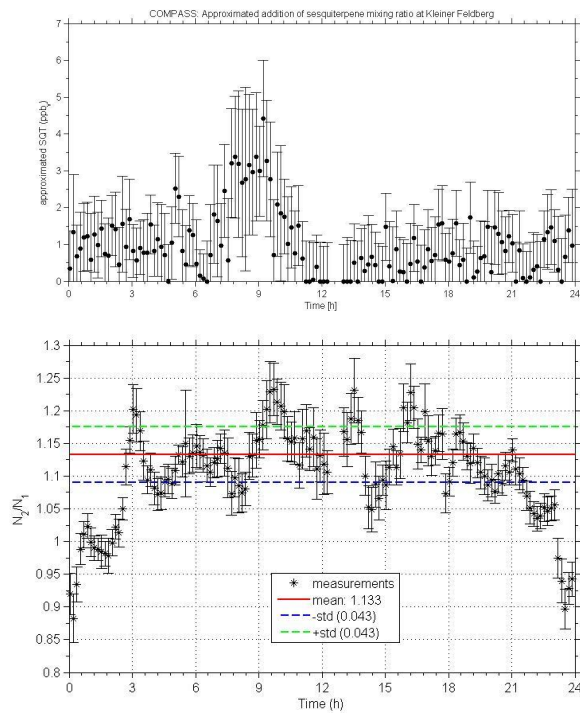 COMPASS: Approximated addition of sesquiterpene mixing ratio at Kleiner Feldberg
7
6
5
4
3
2
1
0
approximated SQT (ppbv)
0 3 6 9 12 15 18 21 24
Time [h]
1.3
1.25
1.2
1.15
1.1
1.05
1
0.95
0.9
0.85
0.8
N2/N1
measurements
mean: 1.133
-std (0.043)
+std (0.043)
0 3 6 9 12 15 18 21 24
Time (h)